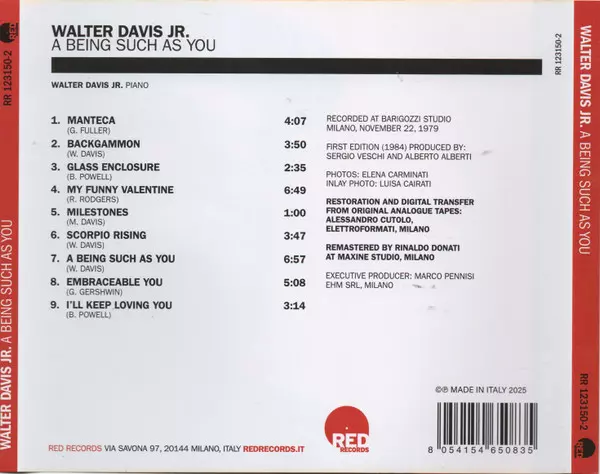 RED RECORDS
RR 123150-2
WALTER DAVIS JR. A BEING SUCH AS YOU
WALTER DAVIS JR.
A BEING SUCH AS YOU
RR 123150-2
WALTER DAVIS JR. PIANO
1. MANTECA 4:07
(G. FULLER)
2. BACKGAMMON 3:50
(W. DAVIS)
3. GLASS ENCLOSURE 2:35
(B. POWELL)
4. MY FUNNY VALENTINE 6:49
(R. RODGERS)
5. MILESTONES 1:00
(M. DAVIS)
6. SCORPIO RISING 3:47
(W. DAVIS)
7. A BEING SUCH AS YOU 6:57
(W. DAVIS)
8. EMBRACEABLE YOU 5:08
(G. GERSHWIN)
9. I'LL KEEP LOVING YOU 3:14
(B. POWELL)
RECORDED AT BARIGOZZI STUDIO
MILANO, NOVEMBER 22, 1979
FIRST EDITION (1984) PRODUCED BY:
SERGIO VESCHI AND ALBERTO ALBERTI
PHOTOS: ELENA CARMINATI
INLAY PHOTO: LUISA CAIRATI
RESTORATION AND DIGITAL TRANSFER
FROM ORIGINAL ANALOGUE TAPES:
ALESSANDRO CUTOLO,
ELETTROFORMATI, MILANO
REMASTERED BY RINALDO DONATI
AT MAXINE STUDIO, MILANO
EXECUTIVE PRODUCER: MARCO PENNISI
EHM SRL, MILANO
©℗ MADE IN ITALY 2025
RED RECORDS VIA SAVONA 97, 20144 MILANO, ITALY REDRECORDS.IT
RED
RECORDS
8 054154 650835
WALTER DAVIS JR. A BEING SUCH AS YOU
RR 123150-2
RED